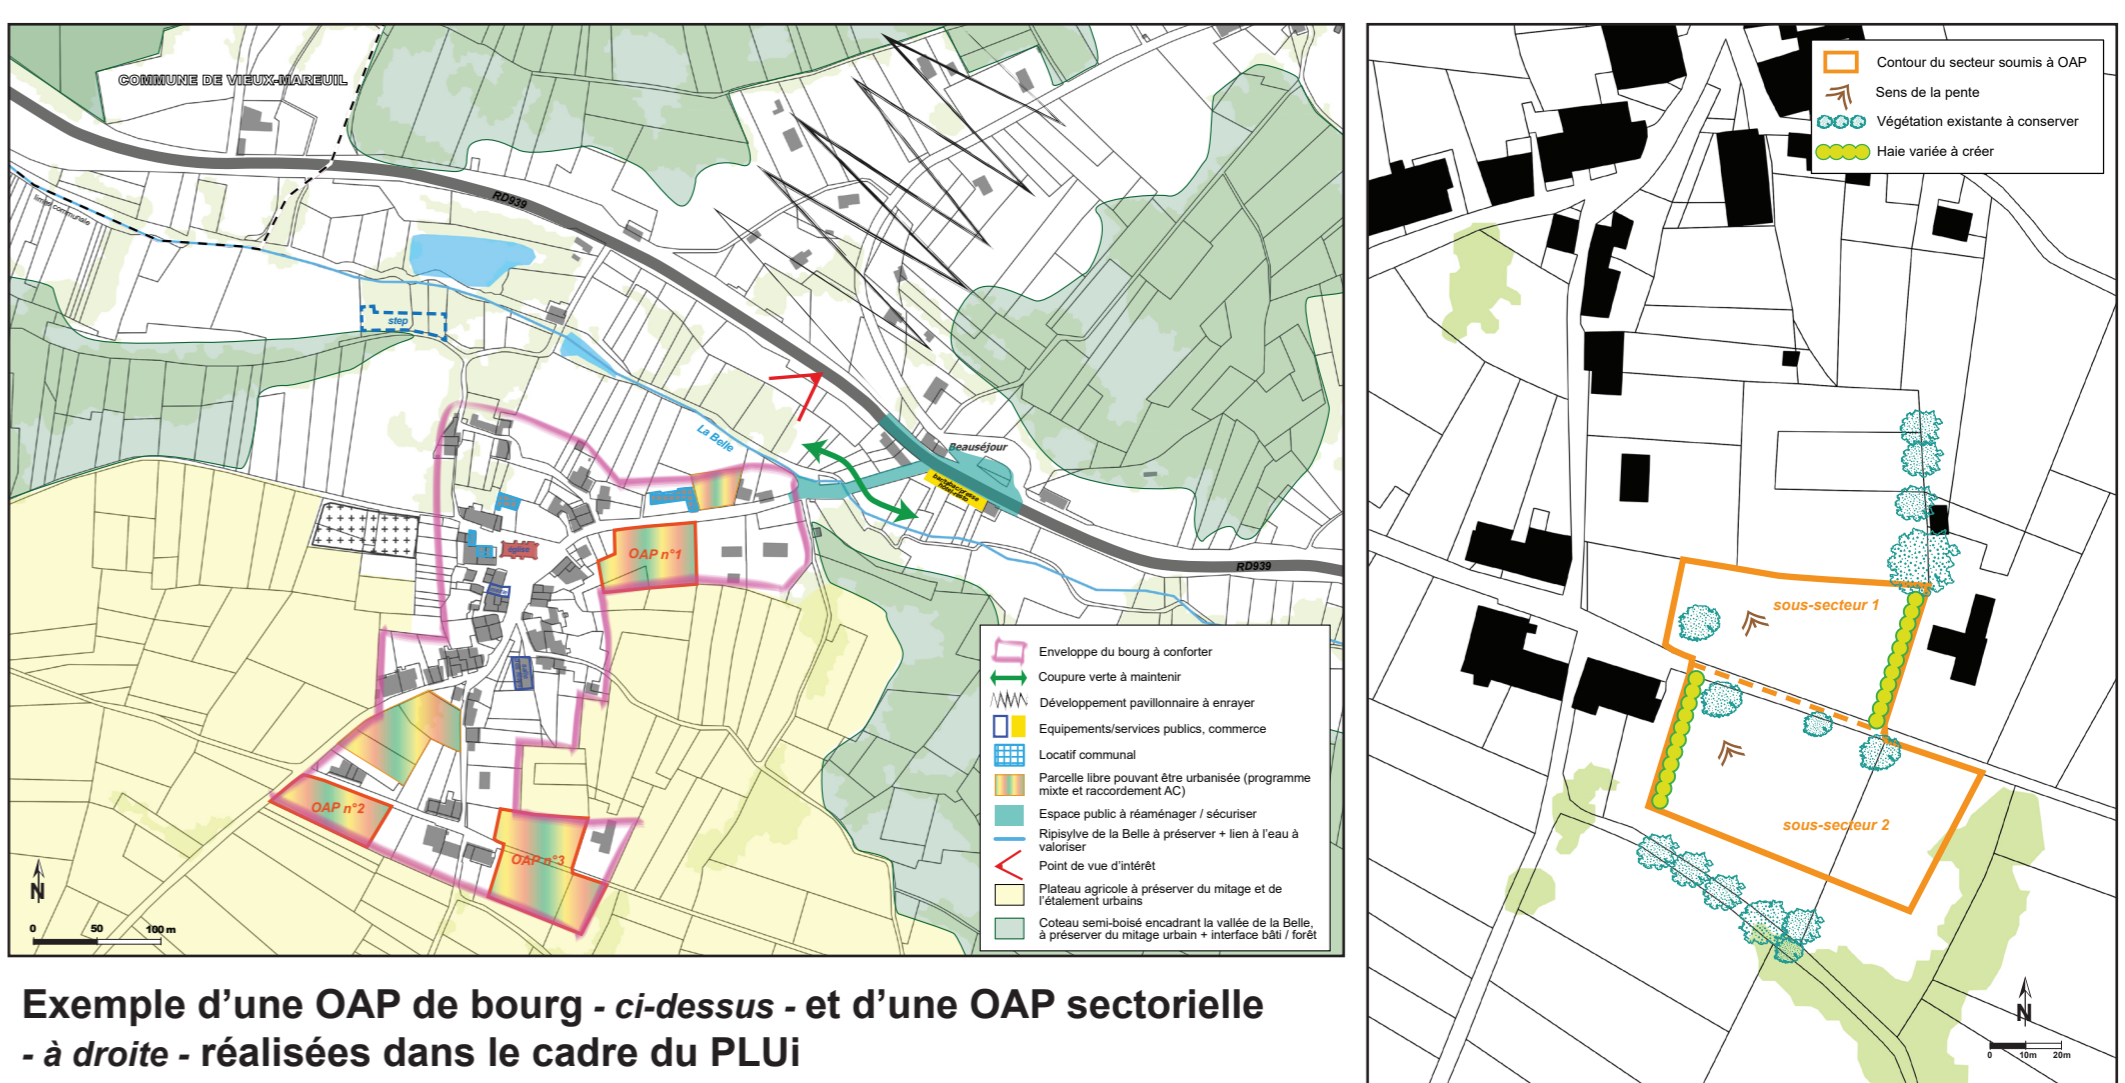 COMMUNE DE VIEUX-MAREUIL
limite communale
RD939
step
La Belle
Beauséjour
RD939
église
OAP n°1
OAP n°2
OAP n°3
N
0 50 100 m
Enveloppe du bourg à conforter
Coupure verte à maintenir
Développement pavillonnaire à enrayer
Equipements/services publics, commerce
Locatif communal
Parcelle libre pouvant être urbanisée (programme
mixte et raccordement AC)
Espace public à réaménager / sécuriser
Ripisylve de la Belle à préserver + lien à l'eau à
valoriser
Point de vue d'intérêt
Plateau agricole à préserver du mitage et de
l'étalement urbains
Coteau semi-boisé encadrant la vallée de la Belle,
à préserver du mitage urbain + interface bâti / forêt
Exemple d'une OAP de bourg - ci-dessus - et d'une OAP sectorielle
- à droite - réalisées dans le cadre du PLUi
Contour du secteur soumis à OAP
Sens de la pente
Végétation existante à conserver
Haie variée à créer
sous-secteur 1
sous-secteur 2
N
0 10m 20m